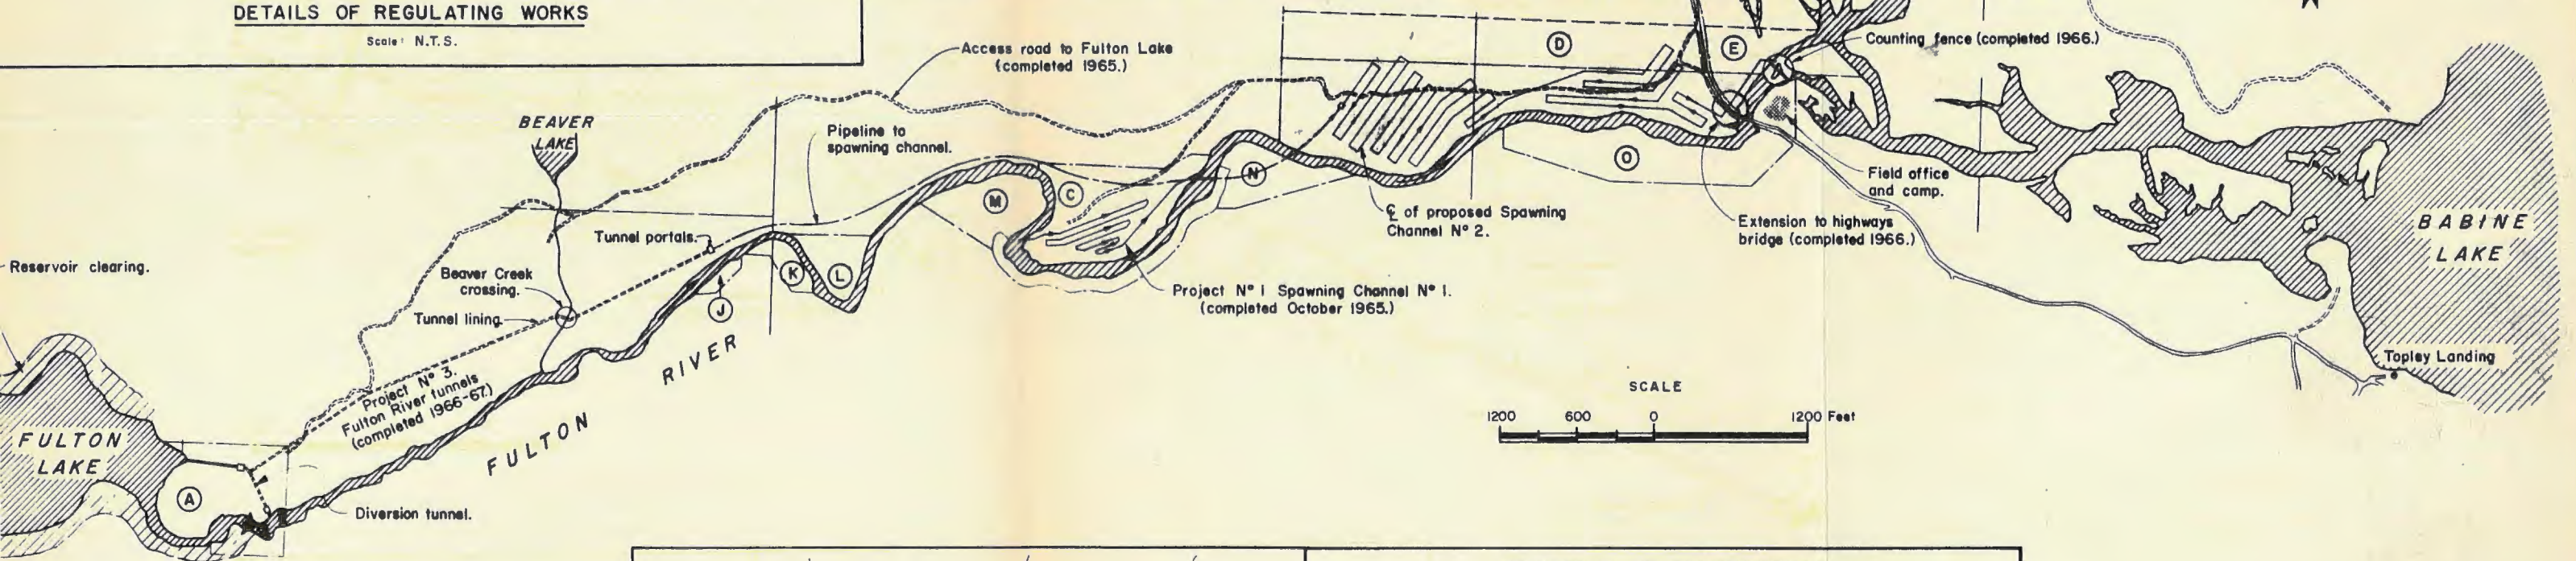 DETAILS OF REGULATING WORKS
Scale: N.T.S.
Access road to Fulton Lake
(completed 1965.)
D
E
Counting fence (completed 1966.)
BEAVER
LAKE
Pipeline to
spawning channel.
Field office
and camp.
O
N
C
M
℄ of proposed Spawning
Channel Nº 2.
Extension to highways
bridge (completed 1966.)
BABINE
LAKE
Tunnel portals.
Reservoir clearing.
Beaver Creek
crossing.
K
L
J
Project Nº 1 Spawning Channel Nº 1.
(completed October 1965.)
Tunnel lining.
Topley Landing
Project Nº 3.
Fulton River tunnels
(completed 1966-67.)
FULTON RIVER
SCALE
1200 600 0 1200 Feet
FULTON
LAKE
A
Diversion tunnel.